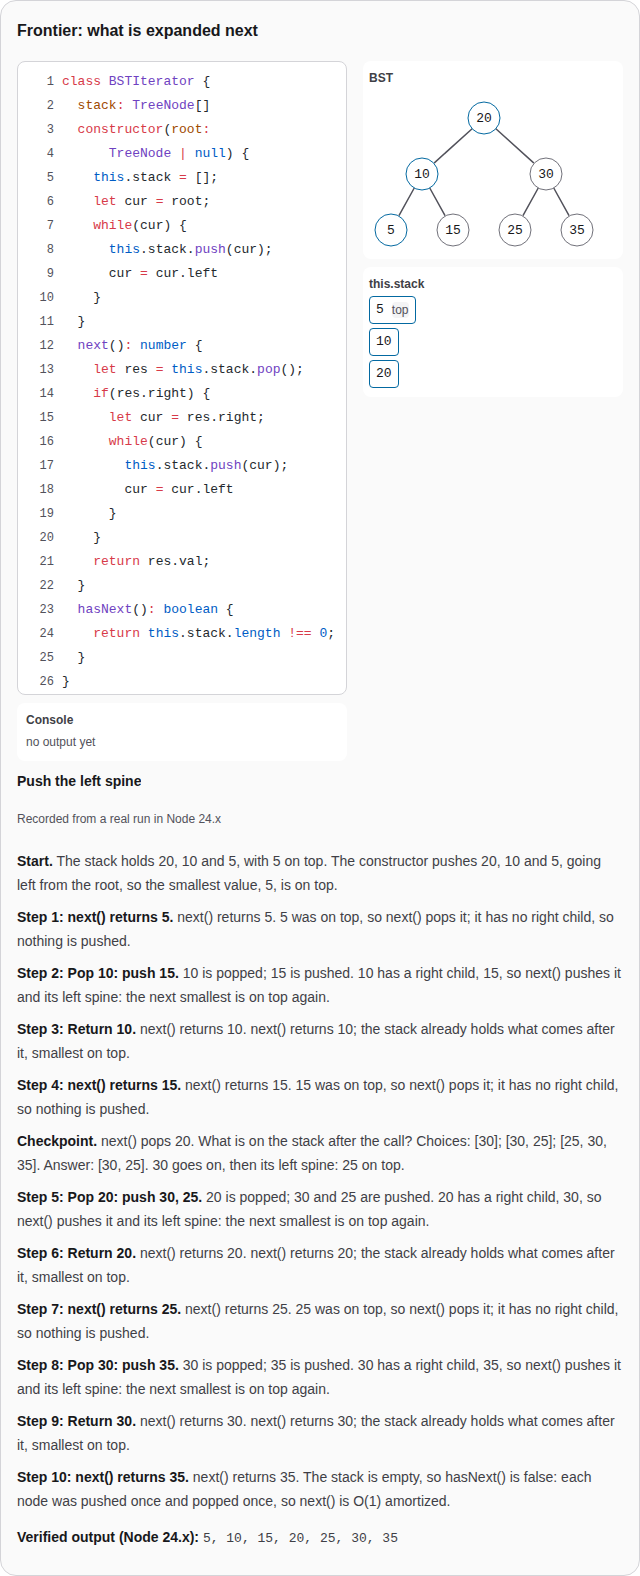 Frontier: what is expanded next
1 class BSTIterator {
2   stack: TreeNode[]
3   constructor(root:
4       TreeNode | null) {
5     this.stack = [];
6     let cur = root;
7     while(cur) {
8       this.stack.push(cur);
9       cur = cur.left
10     }
11   }
12   next(): number {
13     let res = this.stack.pop();
14     if(res.right) {
15       let cur = res.right;
16       while(cur) {
17         this.stack.push(cur);
18         cur = cur.left
19       }
20     }
21     return res.val;
22   }
23   hasNext(): boolean {
24     return this.stack.length !== 0;
25   }
26 }
BST
20
10 30
5 15 25 35
this.stack
5 top
10
20
Console
no output yet
Push the left spine
Recorded from a real run in Node 24.x
Start. The stack holds 20, 10 and 5, with 5 on top. The constructor pushes 20, 10 and 5, going
left from the root, so the smallest value, 5, is on top.
Step 1: next() returns 5. next() returns 5. 5 was on top, so next() pops it; it has no right child, so
nothing is pushed.
Step 2: Pop 10: push 15. 10 is popped; 15 is pushed. 10 has a right child, 15, so next() pushes it
and its left spine: the next smallest is on top again.
Step 3: Return 10. next() returns 10. next() returns 10; the stack already holds what comes after
it, smallest on top.
Step 4: next() returns 15. next() returns 15. 15 was on top, so next() pops it; it has no right child,
so nothing is pushed.
Checkpoint. next() pops 20. What is on the stack after the call? Choices: [30]; [30, 25]; [25, 30,
35]. Answer: [30, 25]. 30 goes on, then its left spine: 25 on top.
Step 5: Pop 20: push 30, 25. 20 is popped; 30 and 25 are pushed. 20 has a right child, 30, so
next() pushes it and its left spine: the next smallest is on top again.
Step 6: Return 20. next() returns 20. next() returns 20; the stack already holds what comes after
it, smallest on top.
Step 7: next() returns 25. next() returns 25. 25 was on top, so next() pops it; it has no right child,
so nothing is pushed.
Step 8: Pop 30: push 35. 30 is popped; 35 is pushed. 30 has a right child, 35, so next() pushes it
and its left spine: the next smallest is on top again.
Step 9: Return 30. next() returns 30. next() returns 30; the stack already holds what comes after
it, smallest on top.
Step 10: next() returns 35. next() returns 35. The stack is empty, so hasNext() is false: each
node was pushed once and popped once, so next() is O(1) amortized.
Verified output (Node 24.x): 5, 10, 15, 20, 25, 30, 35